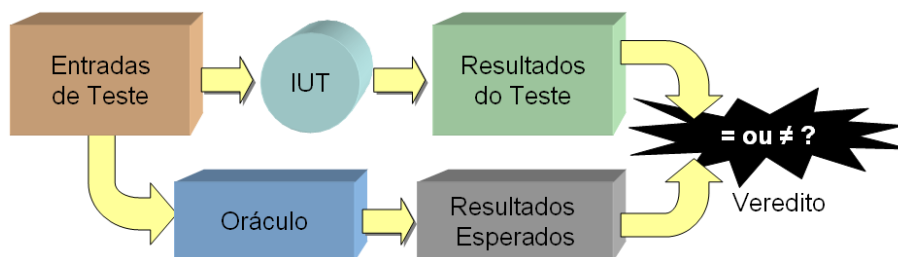 Entradas
de Teste
IUT
Resultados
do Teste
= ou ≠ ?
Veredito
Oráculo
Resultados
Esperados